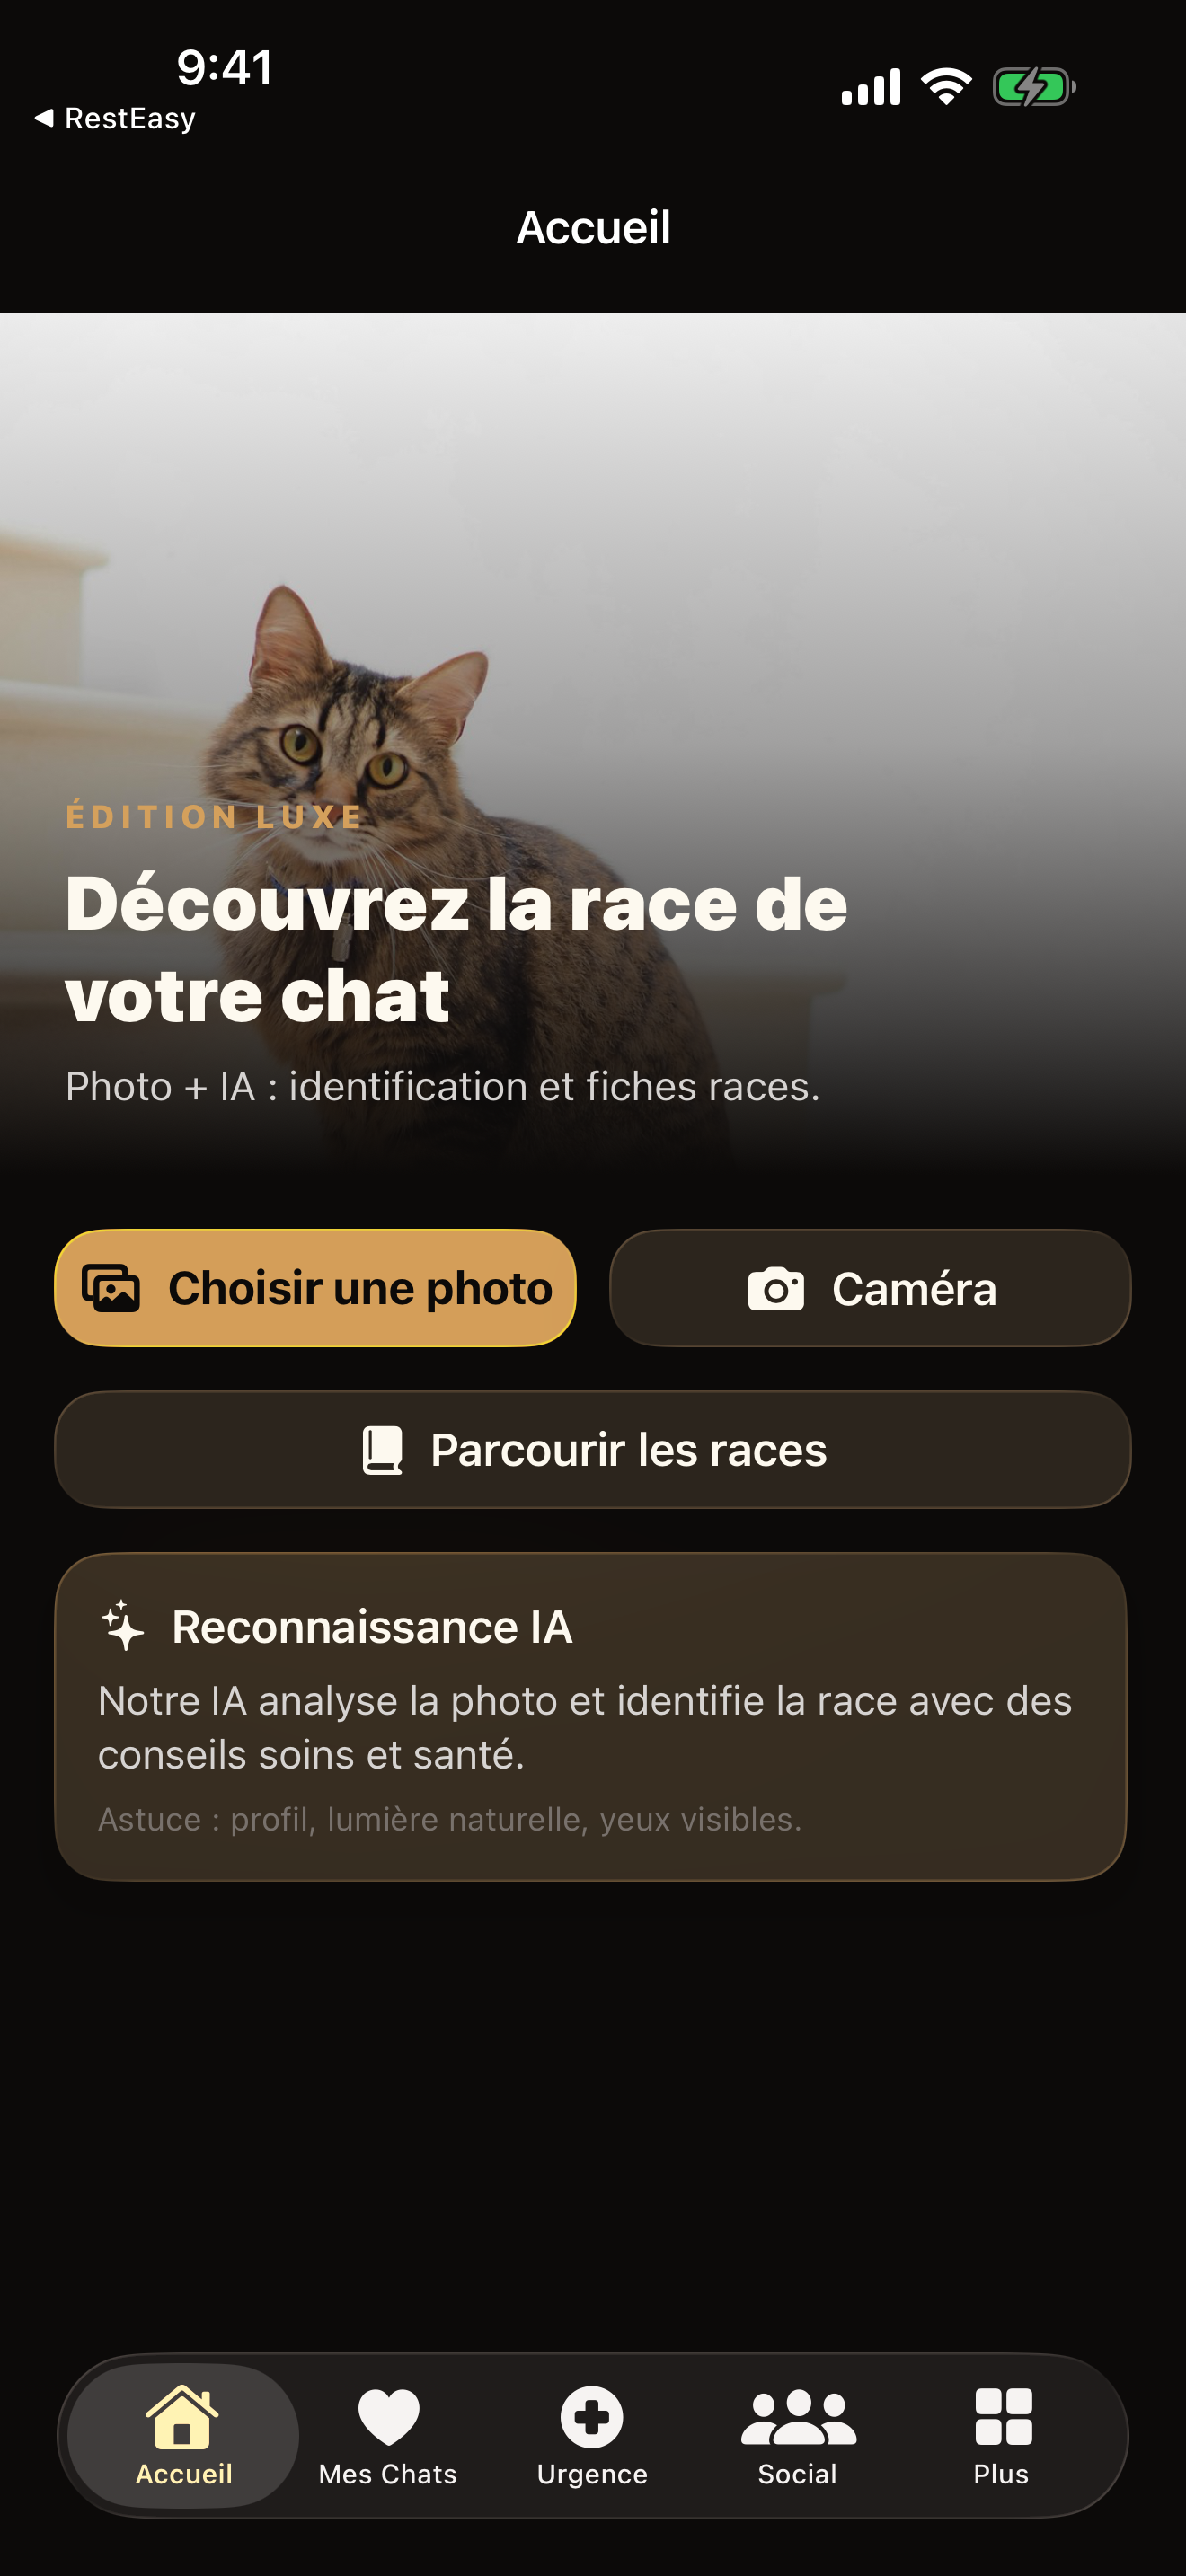 9:41
RestEasy
Accueil
ÉDITION LUXE
Découvrez la race de
votre chat
Photo + IA : identification et fiches races.
Choisir une photo
Caméra
Parcourir les races
Reconnaissance IA
Notre IA analyse la photo et identifie la race avec des
conseils soins et santé.
Astuce : profil, lumière naturelle, yeux visibles.
Accueil
Mes Chats
Urgence
Social
Plus